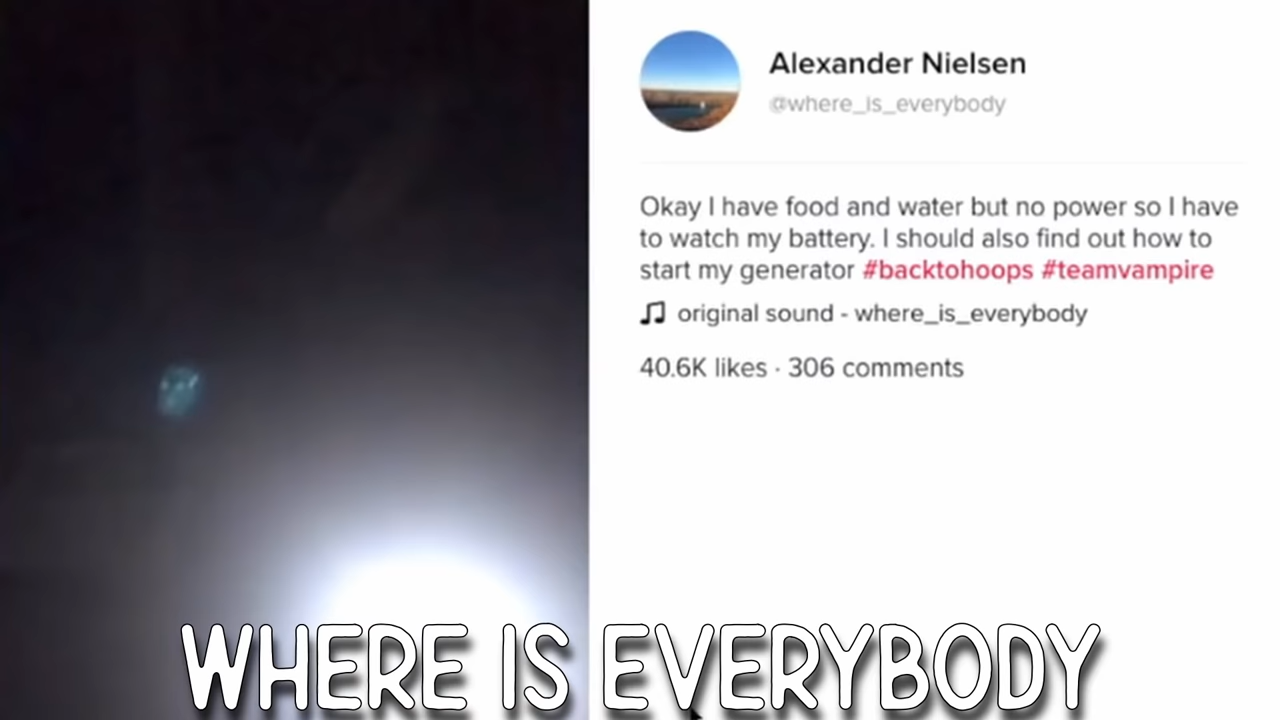 Alexander Nielsen
@where_is_everybody
Okay I have food and water but no power so I have
to watch my battery. I should also find out how to
start my generator #backtohoops #teamvampire
original sound - where_is_everybody
40.6K likes · 306 comments
WHERE IS EVERYBODY